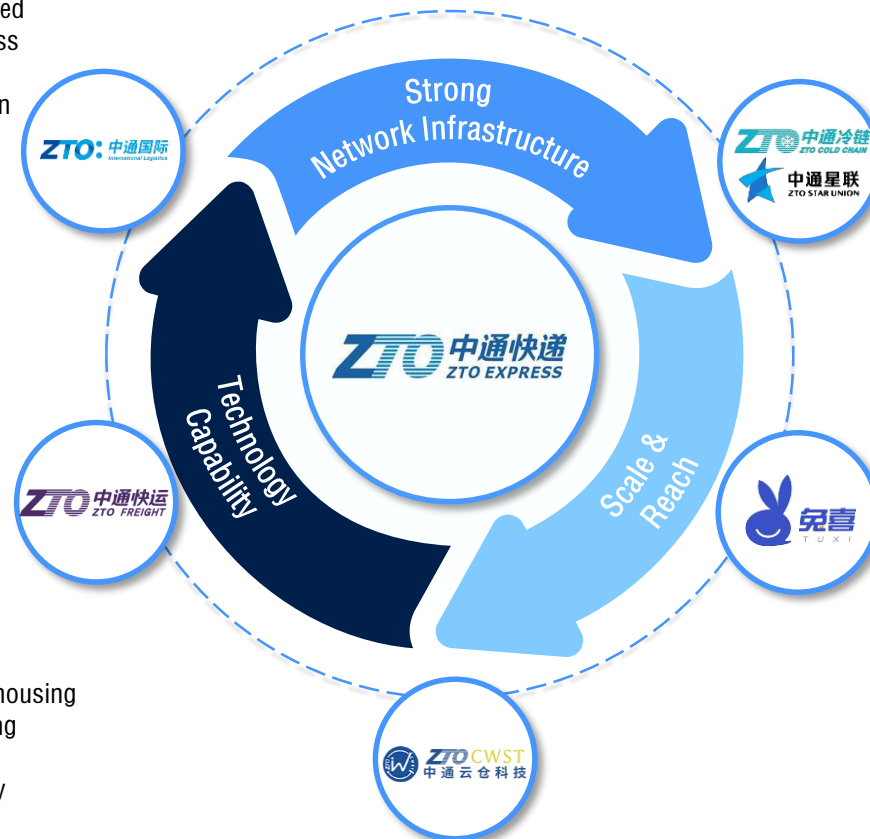 ed
ss
n
Strong
Network Infrastructure
ZTO: 中通国际
International Logistics
ZTO 中通冷链
ZTO COLD CHAIN
中通星联
ZTO STAR UNION
ZTO 中通快递
ZTO EXPRESS
Technology
Capability
Scale &
Reach
ZTO 中通快运
ZTO FREIGHT
兔喜
TUXI
housing
ng
y
ZTO CWST
中通云仓科技